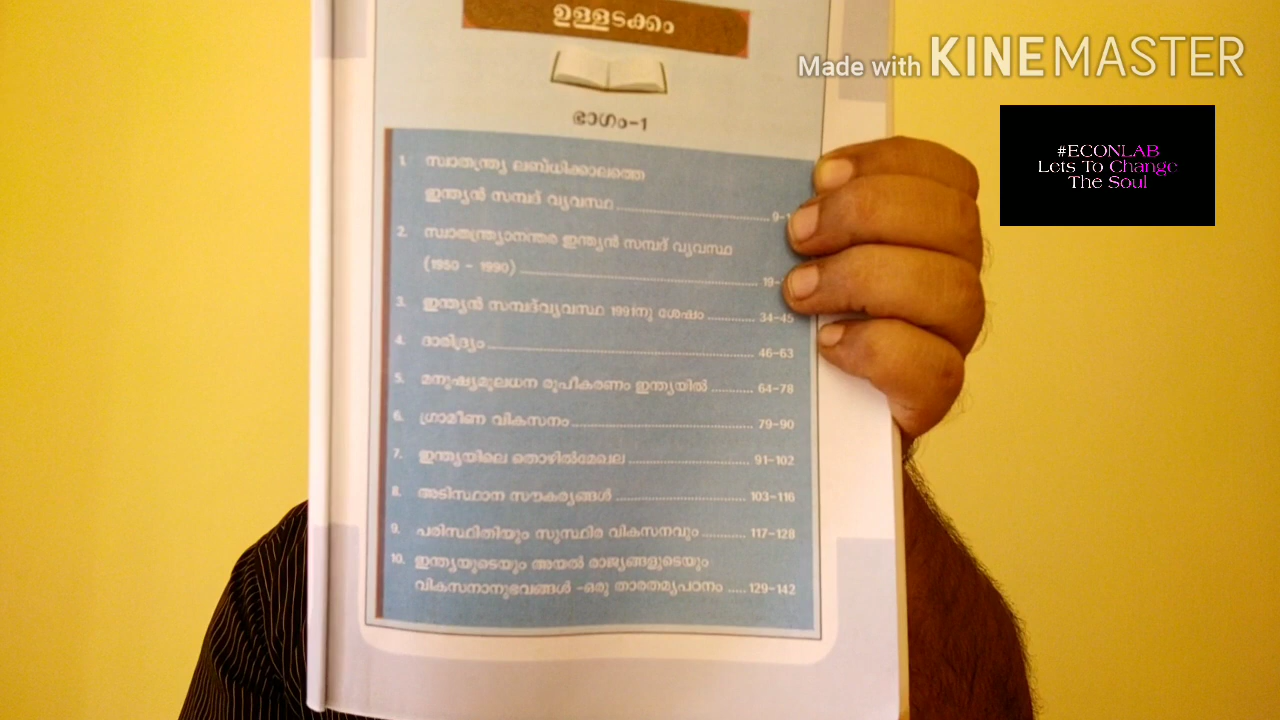 ഉള്ളടക്കം
Made with KINEMASTER
#ECONLAB
Lets To Change
The Soul
ഭാഗം-1
1. സ്വാതന്ത്ര്യ ലബ്ധിക്കാലത്തെ
ഇന്ത്യൻ സമ്പദ് വ്യവസ്ഥ 9-
2. സ്വാതന്ത്ര്യാനന്തര ഇന്ത്യൻ സമ്പദ് വ്യവസ്ഥ
(1950 - 1990) 19-
3. ഇന്ത്യൻ സമ്പദ്‌വ്യവസ്ഥ 1991നു ശേഷം 34-45
4. ദാരിദ്ര്യം 46-63
5. മനുഷ്യമൂലധന രൂപീകരണം ഇന്ത്യയിൽ 64-78
6. ഗ്രാമീണ വികസനം 79-90
7. ഇന്ത്യയിലെ തൊഴിൽമേഖല 91-102
8. അടിസ്ഥാന സൗകര്യങ്ങൾ 103-116
9. പരിസ്ഥിതിയും സുസ്ഥിര വികസനവും 117-128
10. ഇന്ത്യയുടെയും അയൽ രാജ്യങ്ങളുടെയും
വികസനാനുഭവങ്ങൾ -ഒരു താരതമ്യപഠനം 129-142